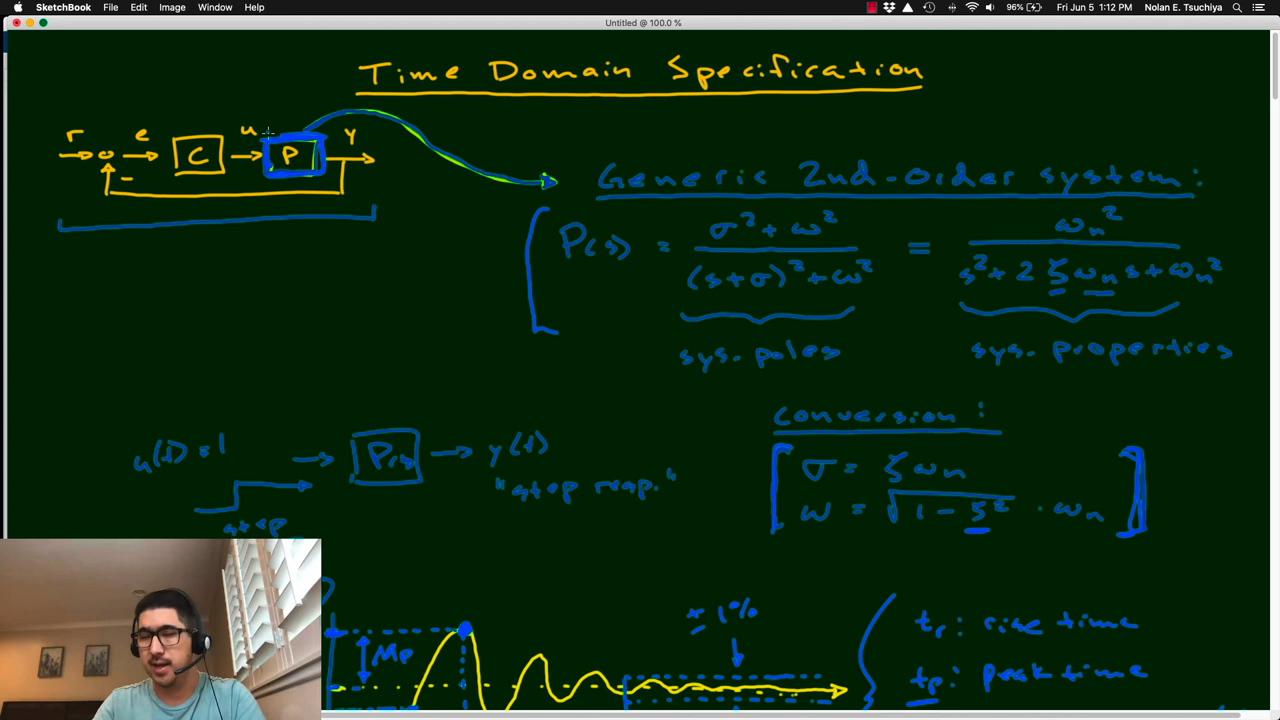 SketchBook File Edit Image Window Help 96% Fri Jun 5 1:12 PM Nolan E. Tsuchiya
Untitled @ 100.0 %
Time Domain Specification
r e C u P y
−
Generic 2nd-Order system:
P(s) = σ²+ω² / (s+σ)²+ω² = ωn² / s²+2ζωns+ωn²
sys. poles sys. properties
conversion:
σ = ζωn
ω = √1−ζ² · ωn
u(t)=1 P(s) y(t)
"step resp."
step
± 1%
Mp
tr: rise time
tp: peak time